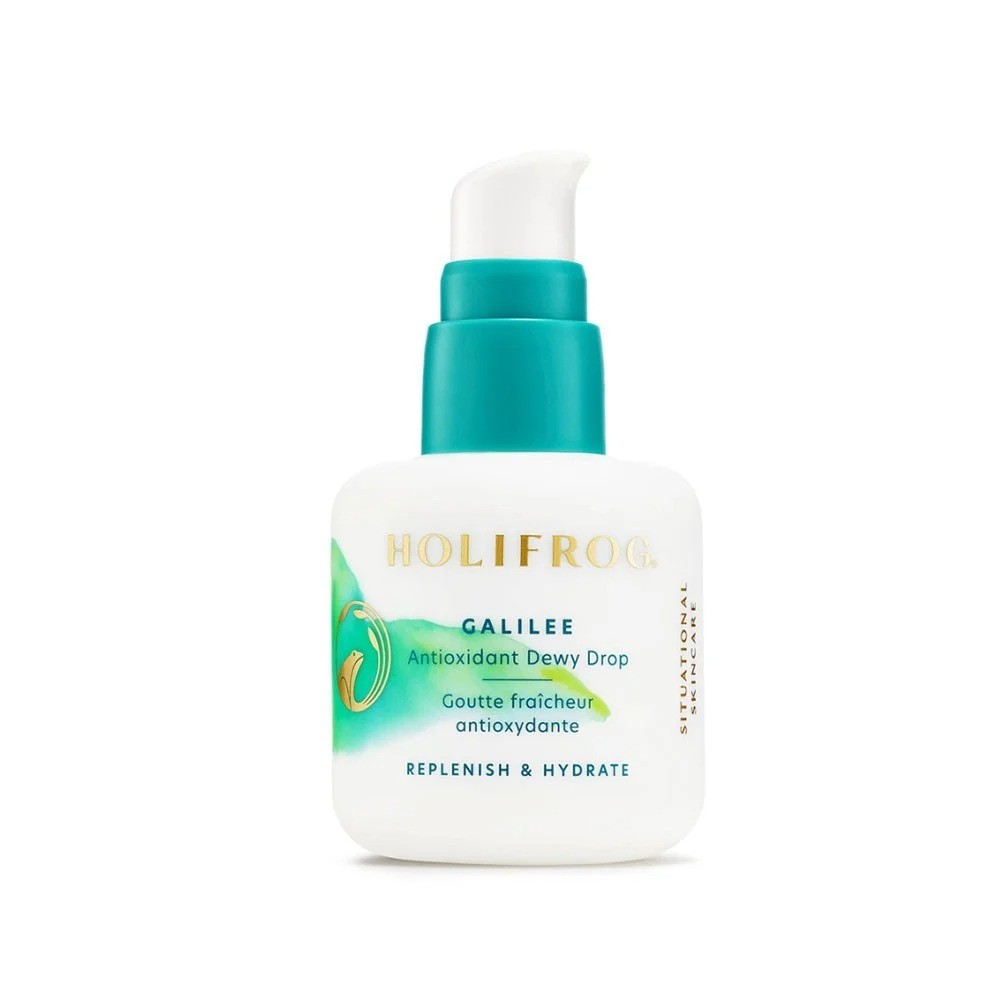 HOLIFROG®
GALILEE
Antioxidant Dewy Drop
Goutte fraîcheur
antioxydante
REPLENISH & HYDRATE
SITUATIONAL
SKINCARE